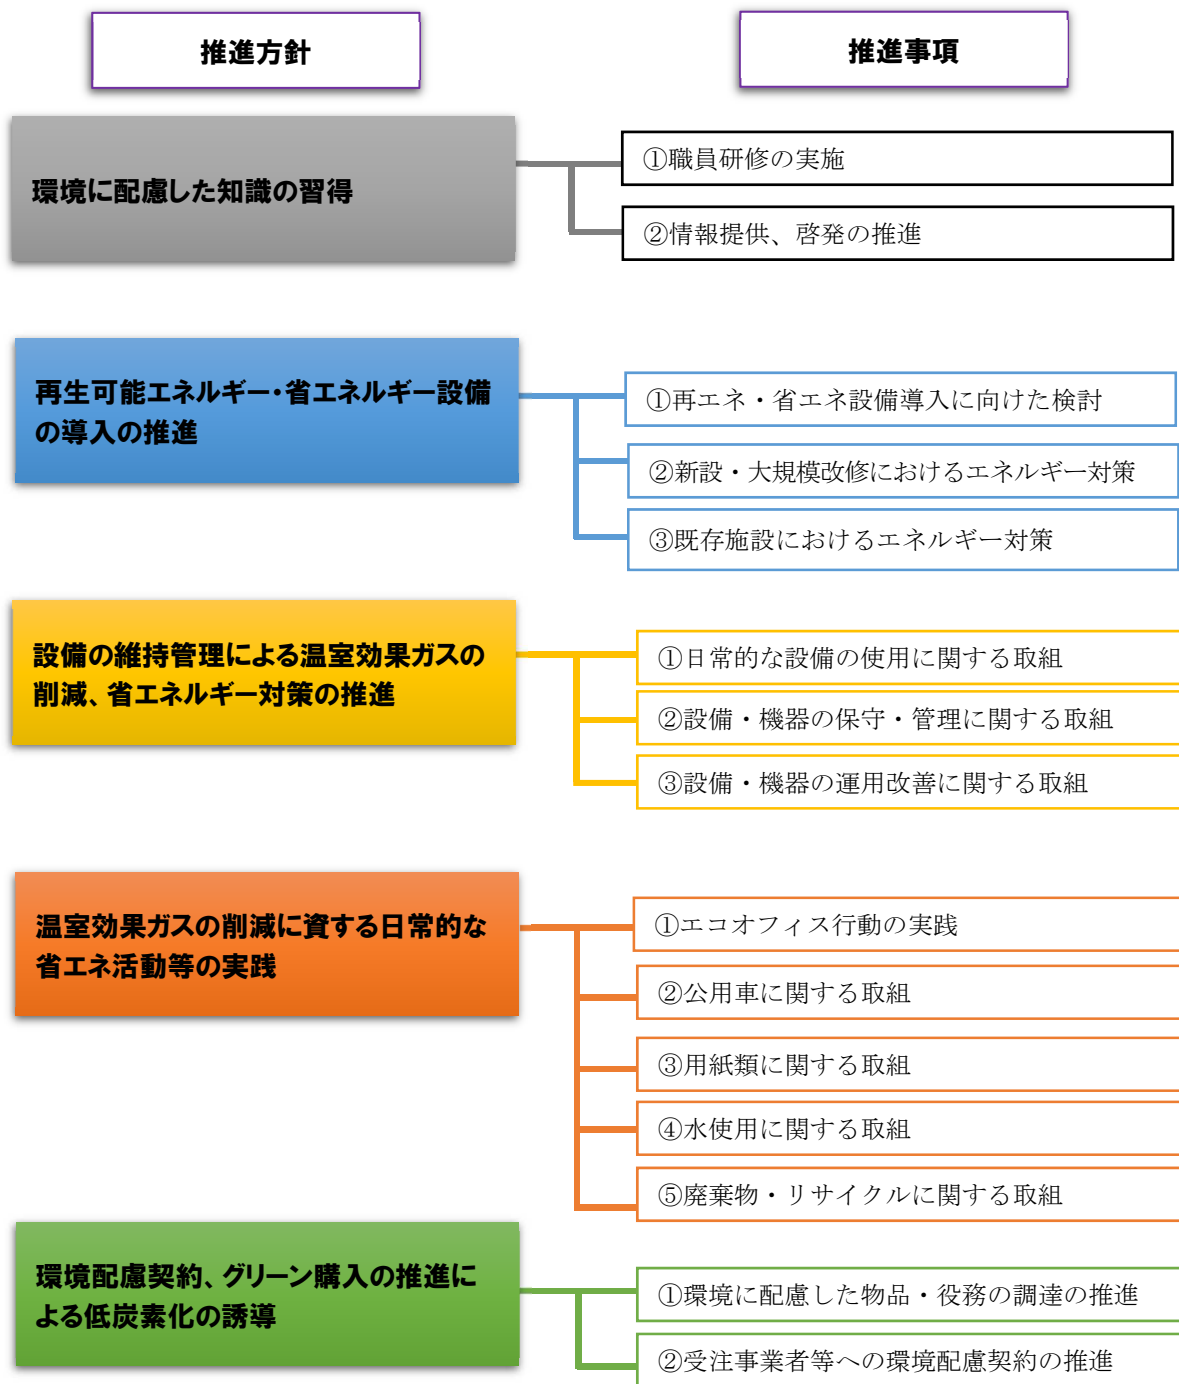 推進方針
推進事項
環境に配慮した知識の習得
①職員研修の実施
②情報提供、啓発の推進
再生可能エネルギー・省エネルギー設備
の導入の推進
①再エネ・省エネ設備導入に向けた検討
②新設・大規模改修におけるエネルギー対策
③既存施設におけるエネルギー対策
設備の維持管理による温室効果ガスの
削減、省エネルギー対策の推進
①日常的な設備の使用に関する取組
②設備・機器の保守・管理に関する取組
③設備・機器の運用改善に関する取組
温室効果ガスの削減に資する日常的な
省エネ活動等の実践
①エコオフィス行動の実践
②公用車に関する取組
③用紙類に関する取組
④水使用に関する取組
⑤廃棄物・リサイクルに関する取組
環境配慮契約、グリーン購入の推進に
よる低炭素化の誘導
①環境に配慮した物品・役務の調達の推進
②受注事業者等への環境配慮契約の推進